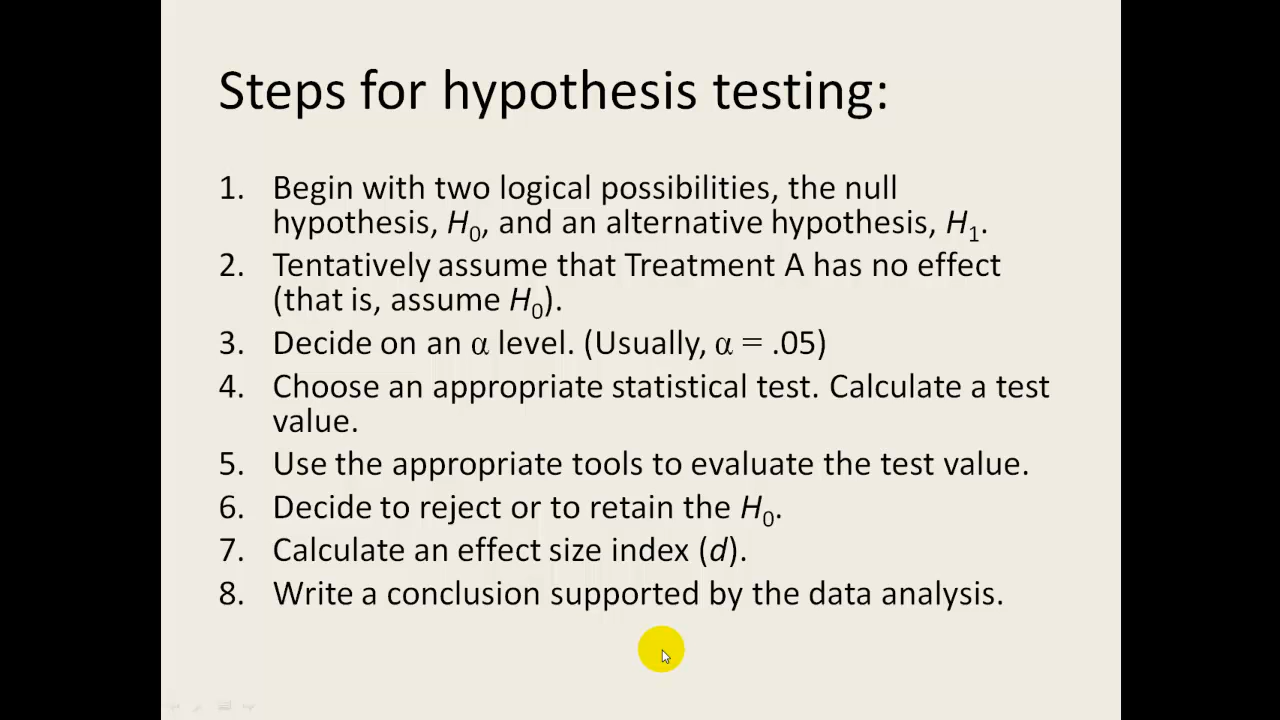 Steps for hypothesis testing:
1. Begin with two logical possibilities, the null
hypothesis, H₀, and an alternative hypothesis, H₁.
2. Tentatively assume that Treatment A has no effect
(that is, assume H₀).
3. Decide on an α level. (Usually, α = .05)
4. Choose an appropriate statistical test. Calculate a test
value.
5. Use the appropriate tools to evaluate the test value.
6. Decide to reject or to retain the H₀.
7. Calculate an effect size index (d).
8. Write a conclusion supported by the data analysis.